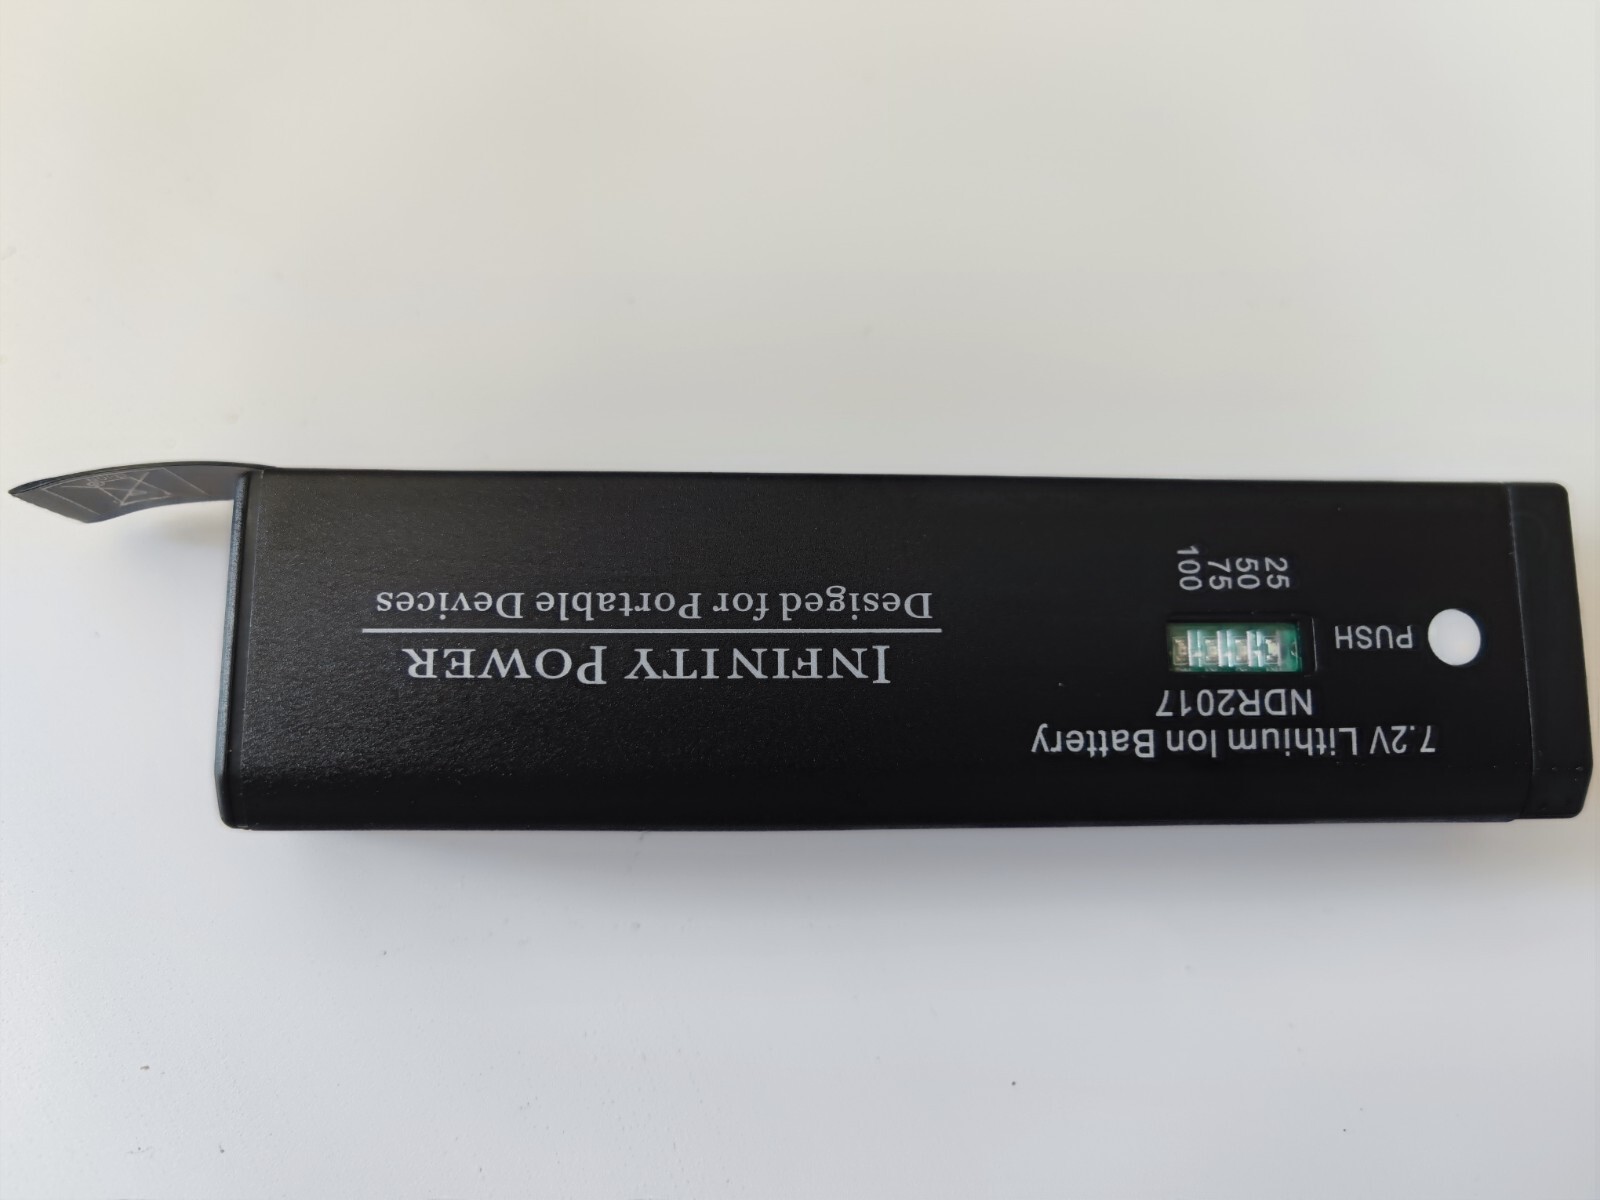 7.2V Lithium Ion Battery
NDR2017
PUSH
25
50
75
100
INFINITY POWER
Desiged for Portable Devices